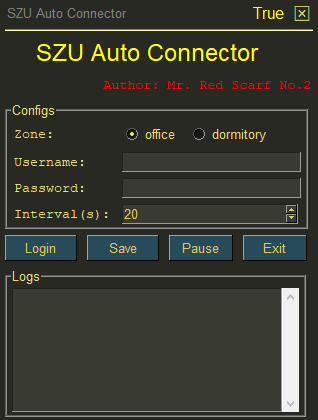 SZU Auto Connector True
SZU Auto Connector
Author: Mr. Red Scarf No.2
Configs
Zone: office dormitory
Username:
Password:
Interval(s): 20
Login Save Pause Exit
Logs